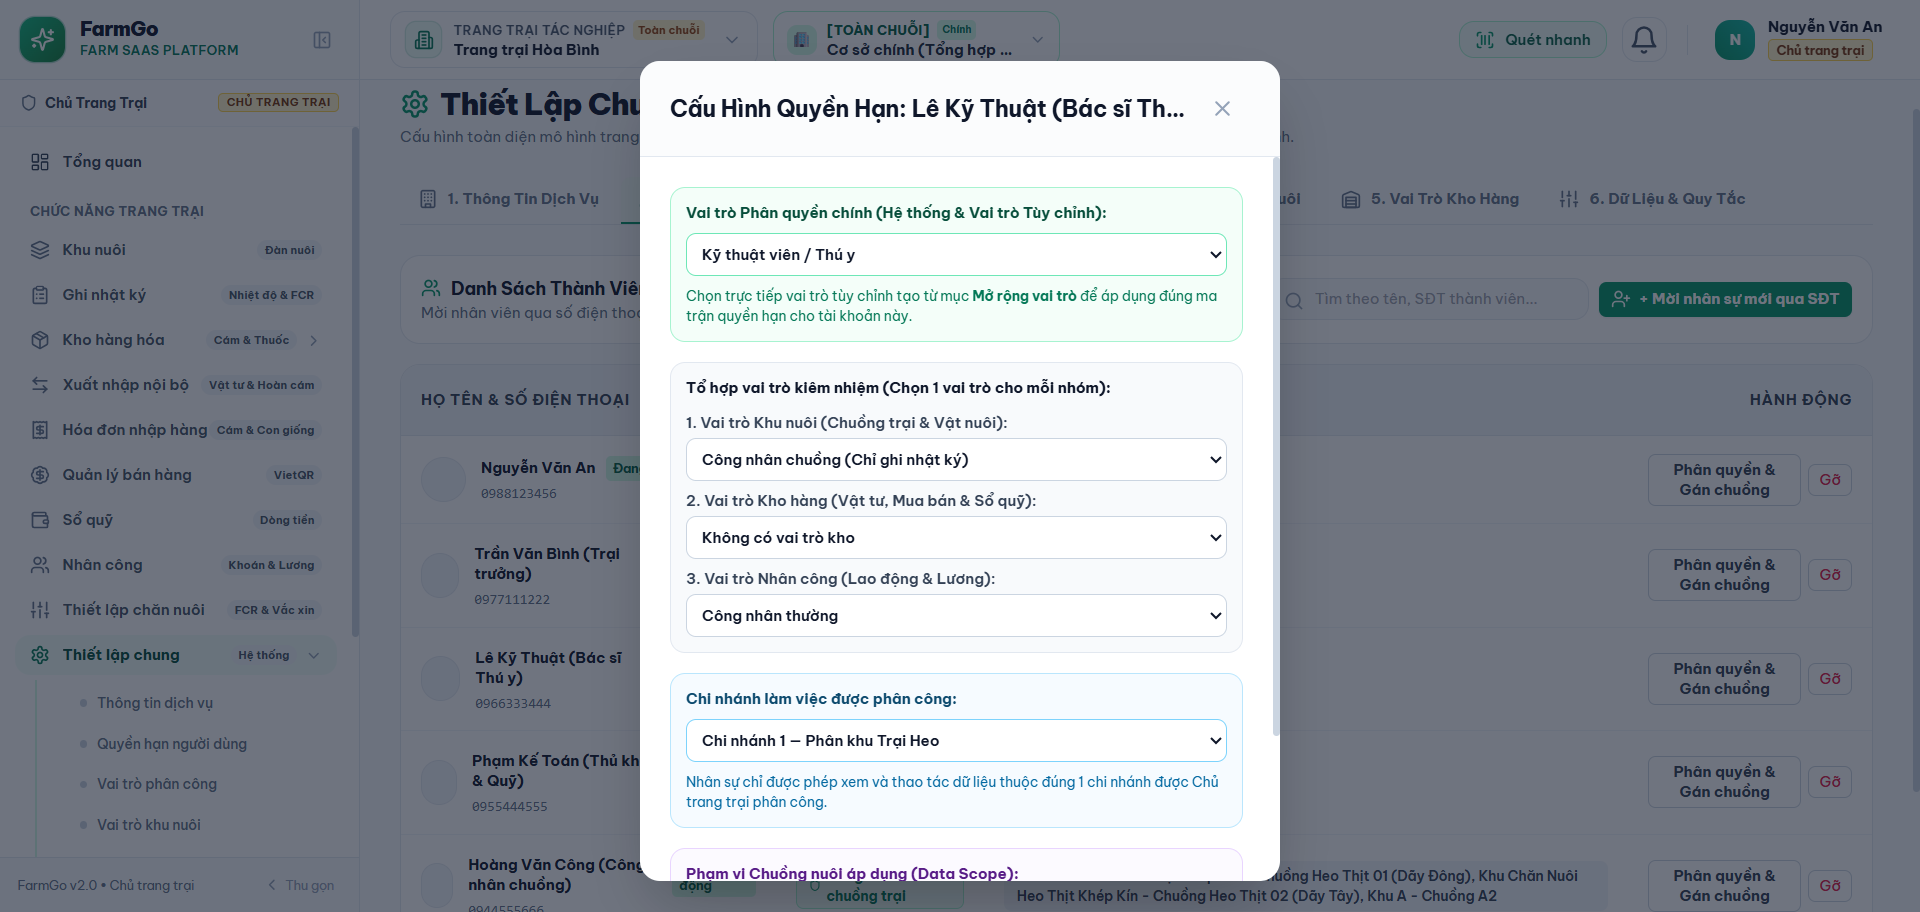 FarmGo
FARM SAAS PLATFORM
TRANG TRẠI TÁC NGHIỆP Toàn chuỗi
Trang trại Hòa Bình
[TOÀN CHUỖI] Chính
Cơ sở chính (Tổng hợp ...
Quét nhanh
N
Nguyễn Văn An
Chủ trang trại
Chủ Trang Trại
CHỦ TRANG TRẠI
Tổng quan
CHỨC NĂNG TRANG TRẠI
Khu nuôi Đàn nuôi
Ghi nhật ký Nhiệt độ & FCR
Kho hàng hóa Cám & Thuốc
Xuất nhập nội bộ Vật tư & Hoàn cám
Hóa đơn nhập hàng Cám & Con giống
Quản lý bán hàng VietQR
Sổ quỹ Dòng tiền
Nhân công Khoán & Lương
Thiết lập chăn nuôi FCR & Vắc xin
Thiết lập chung Hệ thống
Thông tin dịch vụ
Quyền hạn người dùng
Vai trò phân công
Vai trò khu nuôi
FarmGo v2.0 • Chủ trang trại
Thu gọn
Thiết Lập Chu
Cấu hình toàn diện mô hình trang
h.
1. Thông Tin Dịch Vụ
uôi
5. Vai Trò Kho Hàng
6. Dữ Liệu & Quy Tắc
Danh Sách Thành Viê
Mời nhân viên qua số điện thoạ
Tìm theo tên, SĐT thành viên...
+ Mời nhân sự mới qua SĐT
HỌ TÊN & SỐ ĐIỆN THOẠI
HÀNH ĐỘNG
Nguyễn Văn An Đan
0988123456
Phân quyền & Gán chuồng
Gỡ
Trần Văn Bình (Trại trưởng)
0977111222
Phân quyền & Gán chuồng
Gỡ
Lê Kỹ Thuật (Bác sĩ Thú y)
0966333444
Phân quyền & Gán chuồng
Gỡ
Phạm Kế Toán (Thủ kh
& Quỹ)
0955444555
Phân quyền & Gán chuồng
Gỡ
Hoàng Văn Công (Công
nhân chuồng)
0944555666
động
chuồng trại
uồng Heo Thịt 01 (Dãy Đông), Khu Chăn Nuôi
Heo Thịt Khép Kín - Chuồng Heo Thịt 02 (Dãy Tây), Khu A - Chuồng A2
Phân quyền & Gán chuồng
Gỡ
Cấu Hình Quyền Hạn: Lê Kỹ Thuật (Bác sĩ Th...
Vai trò Phân quyền chính (Hệ thống & Vai trò Tùy chỉnh):
Kỹ thuật viên / Thú y
Chọn trực tiếp vai trò tùy chỉnh tạo từ mục Mở rộng vai trò để áp dụng đúng ma
trận quyền hạn cho tài khoản này.
Tổ hợp vai trò kiêm nhiệm (Chọn 1 vai trò cho mỗi nhóm):
1. Vai trò Khu nuôi (Chuồng trại & Vật nuôi):
Công nhân chuồng (Chỉ ghi nhật ký)
2. Vai trò Kho hàng (Vật tư, Mua bán & Sổ quỹ):
Không có vai trò kho
3. Vai trò Nhân công (Lao động & Lương):
Công nhân thường
Chi nhánh làm việc được phân công:
Chi nhánh 1 — Phân khu Trại Heo
Nhân sự chỉ được phép xem và thao tác dữ liệu thuộc đúng 1 chi nhánh được Chủ
trang trại phân công.
Phạm vi Chuồng nuôi áp dụng (Data Scope):